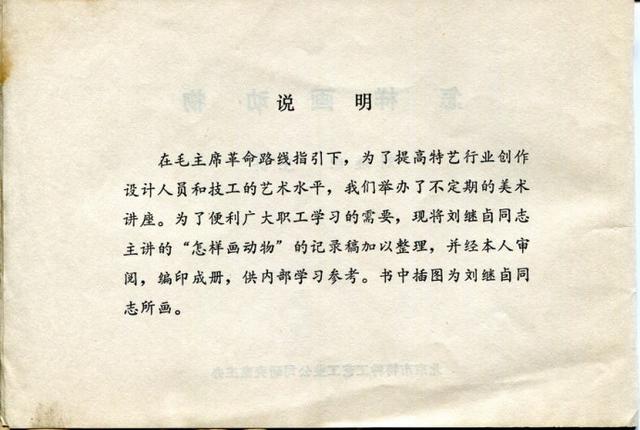 说 明
在毛主席革命路线指引下，为了提高特艺行业创作
设计人员和技工的艺术水平，我们举办了不定期的美术
讲座。为了便利广大职工学习的需要，现将刘继卣同志
主讲的“怎样画动物”的记录稿加以整理，并经本人审
阅，编印成册，供内部学习参考。书中插图为刘继卣同
志所画。